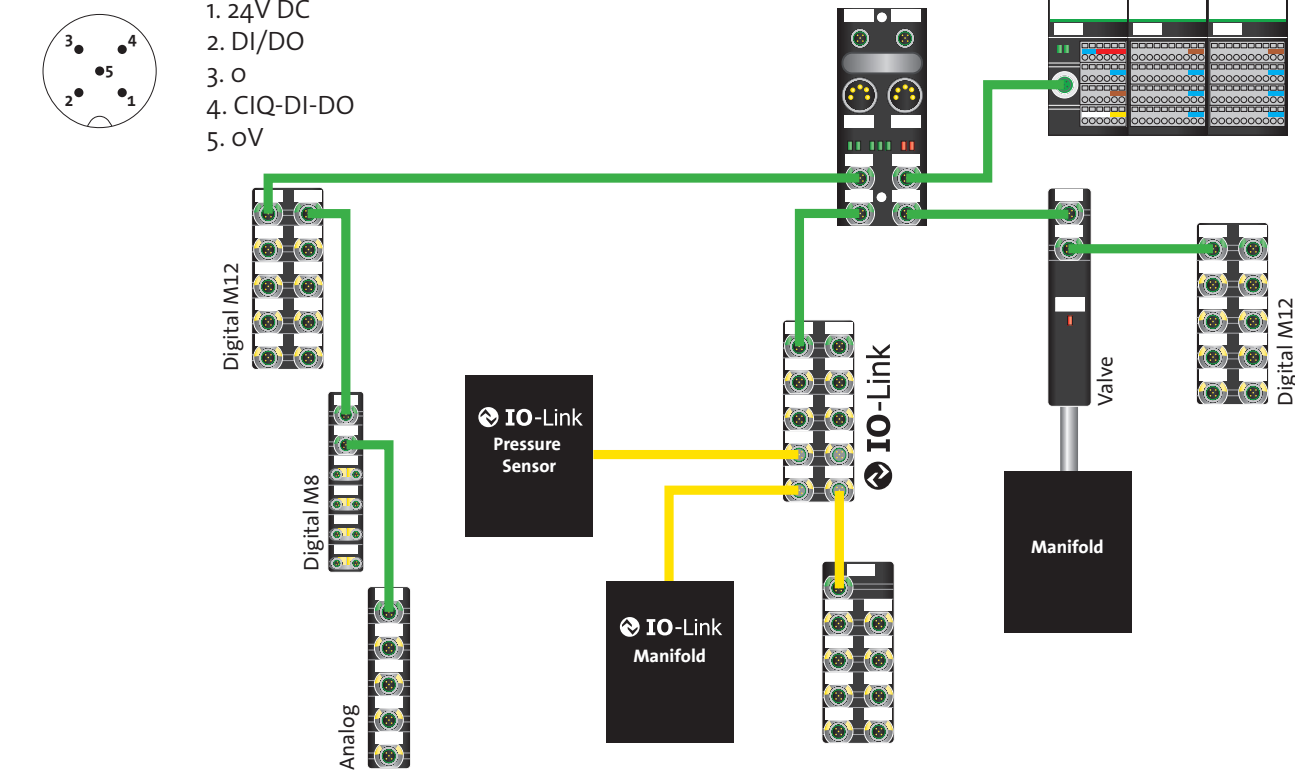 3
4
5
2
1
1. 24V DC
2. DI/DO
3. 0
4. CIQ-DI-DO
5. 0V
Digital M12
Digital M8
Analog
IO-Link
Pressure
Sensor
IO-Link
Manifold
IO-Link
Valve
Manifold
Digital M12